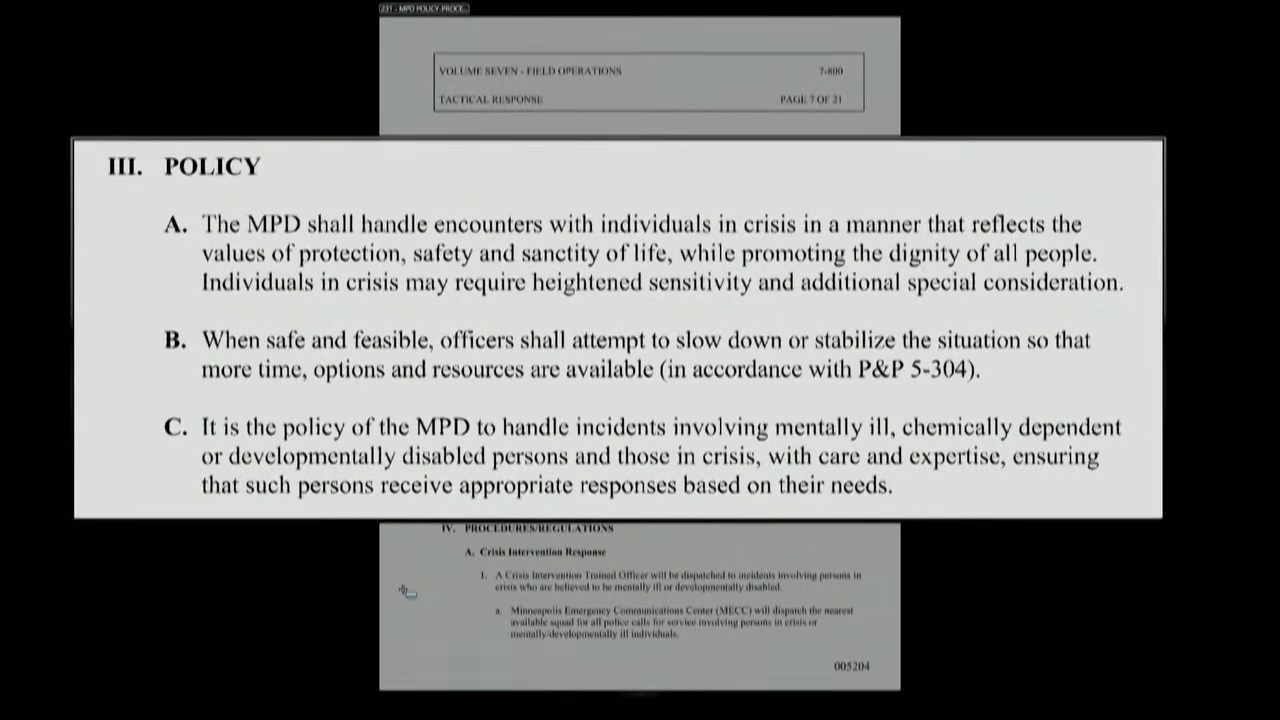 231 - MPD POLICY-PROCE...
VOLUME SEVEN - FIELD OPERATIONS 7-800
TACTICAL RESPONSE PAGE 7 OF 21
III. POLICY
A. The MPD shall handle encounters with individuals in crisis in a manner that reflects the
values of protection, safety and sanctity of life, while promoting the dignity of all people.
Individuals in crisis may require heightened sensitivity and additional special consideration.
B. When safe and feasible, officers shall attempt to slow down or stabilize the situation so that
more time, options and resources are available (in accordance with P&P 5-304).
C. It is the policy of the MPD to handle incidents involving mentally ill, chemically dependent
or developmentally disabled persons and those in crisis, with care and expertise, ensuring
that such persons receive appropriate responses based on their needs.
IV. PROCEDURES/REGULATIONS
A. Crisis Intervention Response
1. A Crisis Intervention Trained Officer will be dispatched to incidents involving persons in
crisis who are believed to be mentally ill or developmentally disabled.
a. Minneapolis Emergency Communications Center (MECC) will dispatch the nearest
available squad for all police calls for service involving persons in crisis or
mentally/developmentally ill individuals.
005204